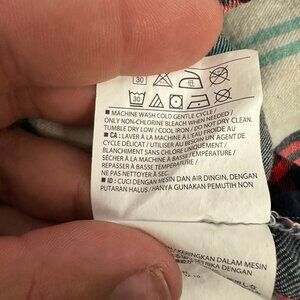 30
30
■ MACHINE WASH COLD GENTLE CYCLE /
ONLY NON-CHLORINE BLEACH WHEN NEEDED /
TUMBLE DRY LOW / COOL IRON / DO NOT DRY CLEAN.
■ CA : LAVER À LA MACHINE À L'EAU FROIDE AU
CYCLE DÉLICAT / UTILISER AU BESOIN UN AGENT DE
BLANCHIMENT SANS CHLORE UNIQUEMENT /
SÉCHER À LA MACHINE À BASSE TEMPÉRATURE /
REPASSER À BASSE TEMPÉRATURE /
NE PAS NETTOYER À SEC.
■ ID : CUCI DENGAN MESIN DAN AIR DINGIN, DENGAN
PUTARAN HALUS / HANYA GUNAKAN PEMUTIH NON
KERINGKAN DALAM MESIN
SETRIKA DENGAN